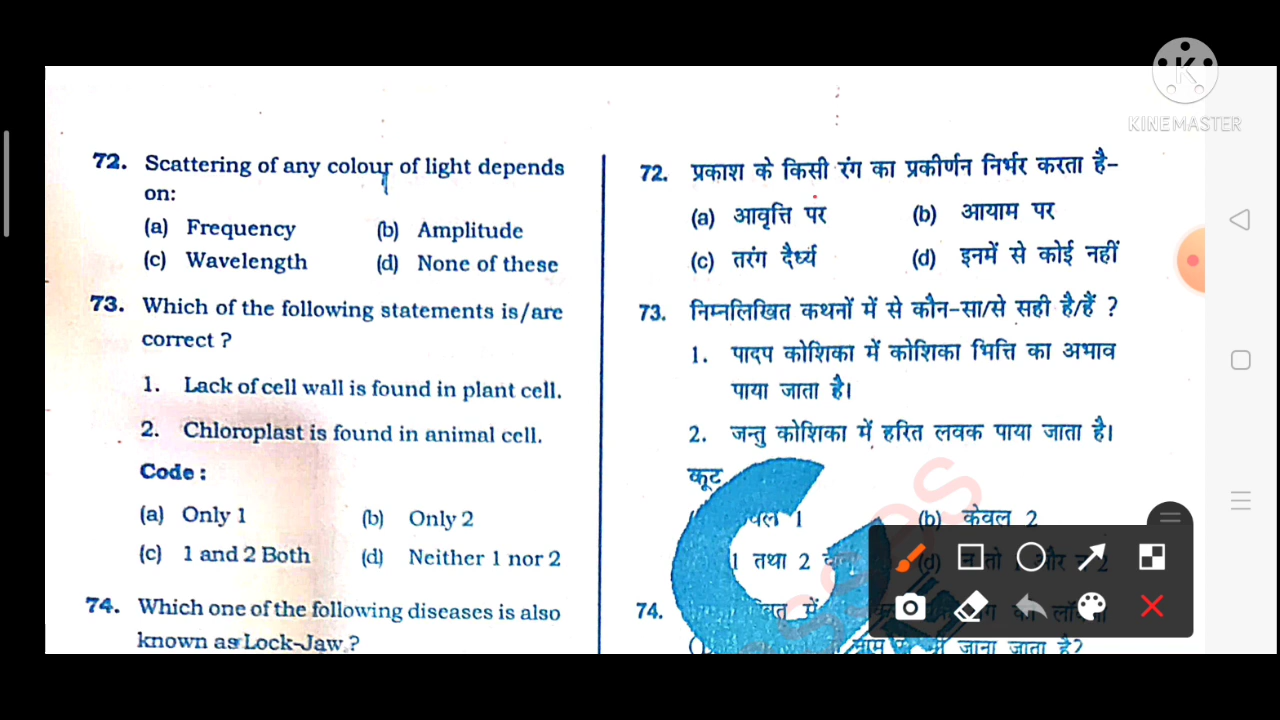 KINEMASTER
72. Scattering of any colour of light depends
on:
(a) Frequency (b) Amplitude
(c) Wavelength (d) None of these
73. Which of the following statements is/are
correct ?
1. Lack of cell wall is found in plant cell.
2. Chloroplast is found in animal cell.
Code :
(a) Only 1 (b) Only 2
(c) 1 and 2 Both (d) Neither 1 nor 2
74. Which one of the following diseases is also
known as Lock-Jaw ?
72. प्रकाश के किसी रंग का प्रकीर्णन निर्भर करता है-
(a) आवृत्ति पर (b) आयाम पर
(c) तरंग दैर्ध्य (d) इनमें से कोई नहीं
73. निम्नलिखित कथनों में से कौन-सा/से सही है/हैं ?
1. पादप कोशिका में कोशिका भित्ति का अभाव
पाया जाता है।
2. जन्तु कोशिका में हरित लवक पाया जाता है।
कूट
1 (b) केवल 2
1 तथा 2 (d)
74. में
जाना जाता है?